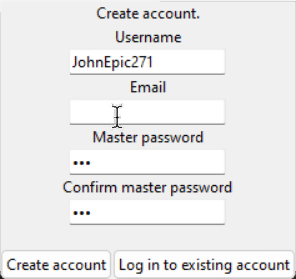 Create account.
Username
JohnEpic271
Email
Master password
•••
Confirm master password
•••
Create account Log in to existing account